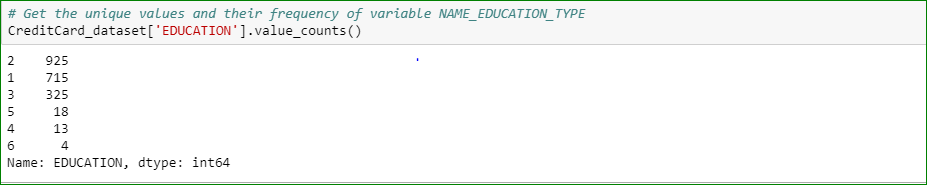 # Get the unique values and their frequency of variable NAME_EDUCATION_TYPE
CreditCard_dataset['EDUCATION'].value_counts()
2    925
1    715
3    325
5     18
4     13
6      4
Name: EDUCATION, dtype: int64